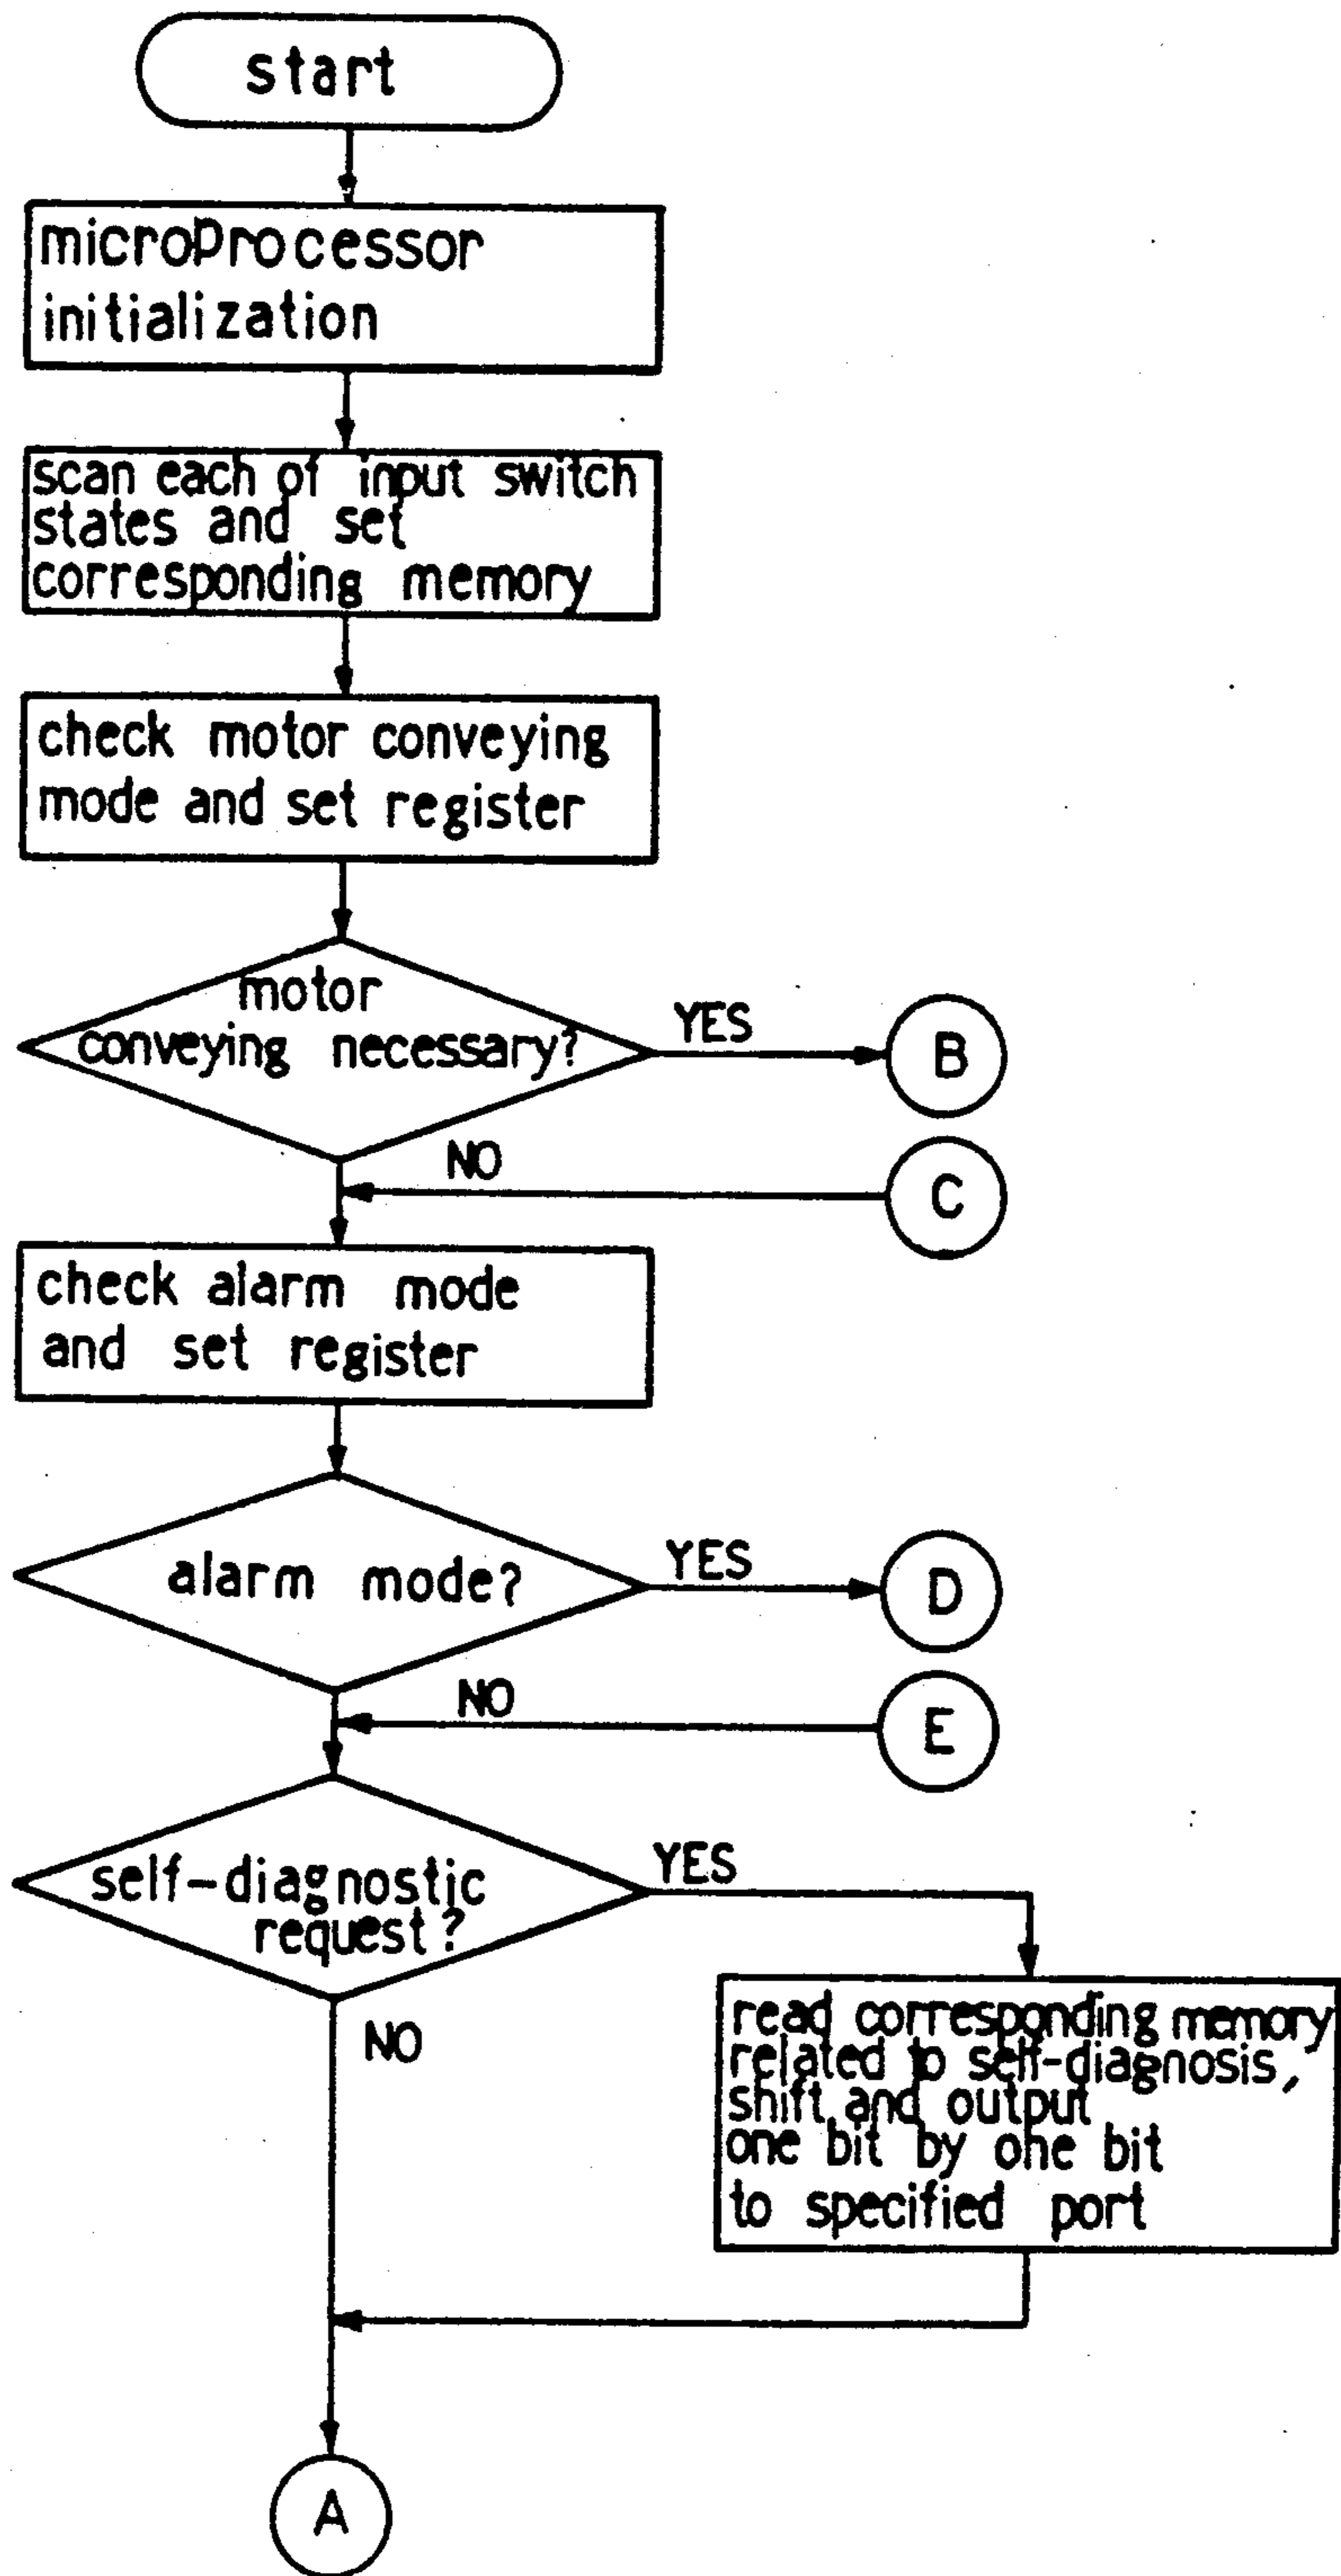 start
microprocessor
initialization
scan each of input switch
states and set
corresponding memory
check motor conveying
mode and set register
motor
conveying necessary?
YES
B
NO
C
check alarm mode
and set register
alarm mode?
YES
D
NO
E
self-diagnostic
request?
YES
NO
read corresponding memory
related to self-diagnosis,
shift and output
one bit by one bit
to specified port
A